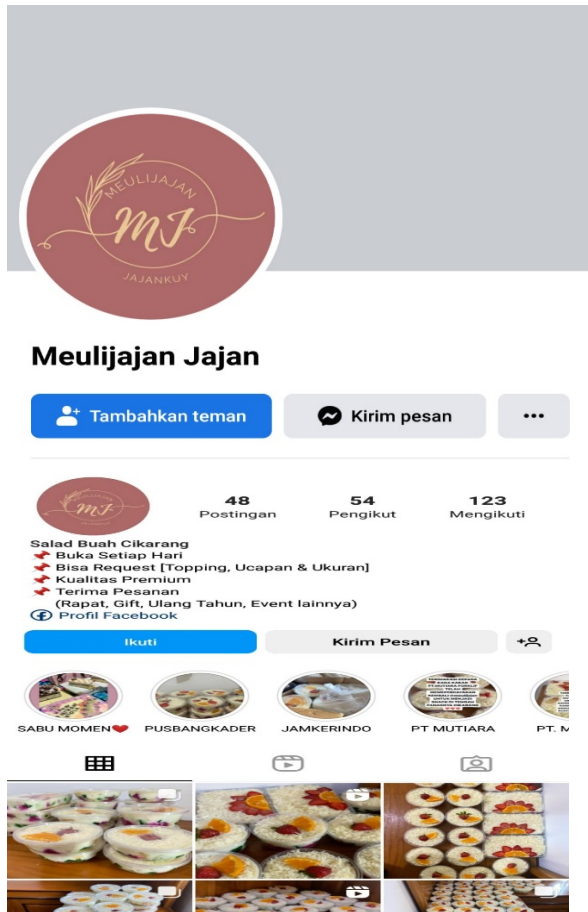 MEULIJAJAN
MJ
JAJANKUY
Meulijajan Jajan
Tambahkan teman
Kirim pesan
MJ
48 54 123
Postingan Pengikut Mengikuti
Salad Buah Cikarang
📌 Buka Setiap Hari
📌 Bisa Request [Topping, Ucapan & Ukuran]
📌 Kualitas Premium
📌 Terima Pesanan
(Rapat, Gift, Ulang Tahun, Event lainnya)
Profil Facebook
Ikuti
Kirim Pesan
SABU MOMEN❤️ PUSBANGKADER JAMKERINDO PT MUTIARA PT. M